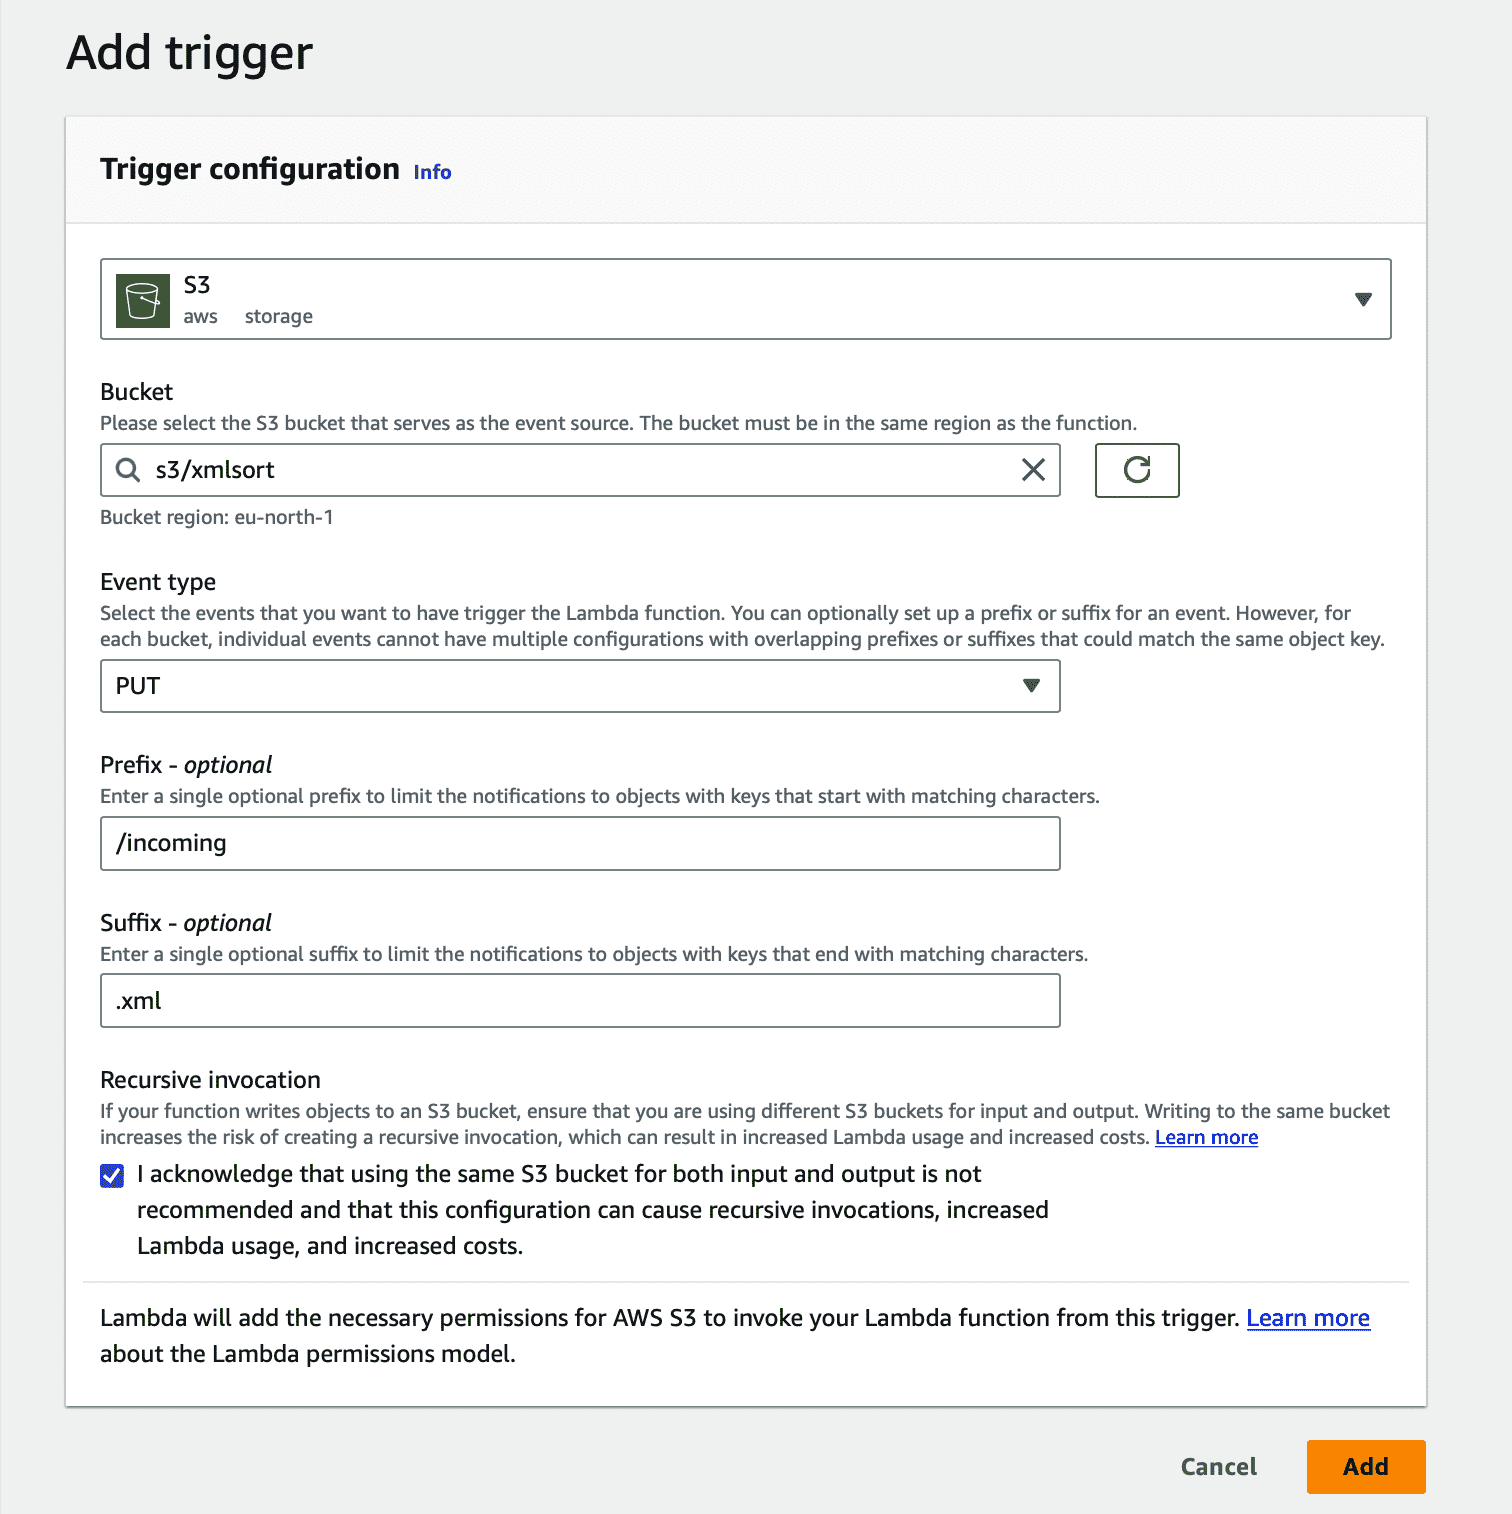 Add trigger
Trigger configuration Info
S3
aws storage
Bucket
Please select the S3 bucket that serves as the event source. The bucket must be in the same region as the function.
s3/xmlsort
Bucket region: eu-north-1
Event type
Select the events that you want to have trigger the Lambda function. You can optionally set up a prefix or suffix for an event. However, for
each bucket, individual events cannot have multiple configurations with overlapping prefixes or suffixes that could match the same object key.
PUT
Prefix - optional
Enter a single optional prefix to limit the notifications to objects with keys that start with matching characters.
/incoming
Suffix - optional
Enter a single optional suffix to limit the notifications to objects with keys that end with matching characters.
.xml
Recursive invocation
If your function writes objects to an S3 bucket, ensure that you are using different S3 buckets for input and output. Writing to the same bucket
increases the risk of creating a recursive invocation, which can result in increased Lambda usage and increased costs. Learn more
I acknowledge that using the same S3 bucket for both input and output is not
recommended and that this configuration can cause recursive invocations, increased
Lambda usage, and increased costs.
Lambda will add the necessary permissions for AWS S3 to invoke your Lambda function from this trigger. Learn more
about the Lambda permissions model.
Cancel Add